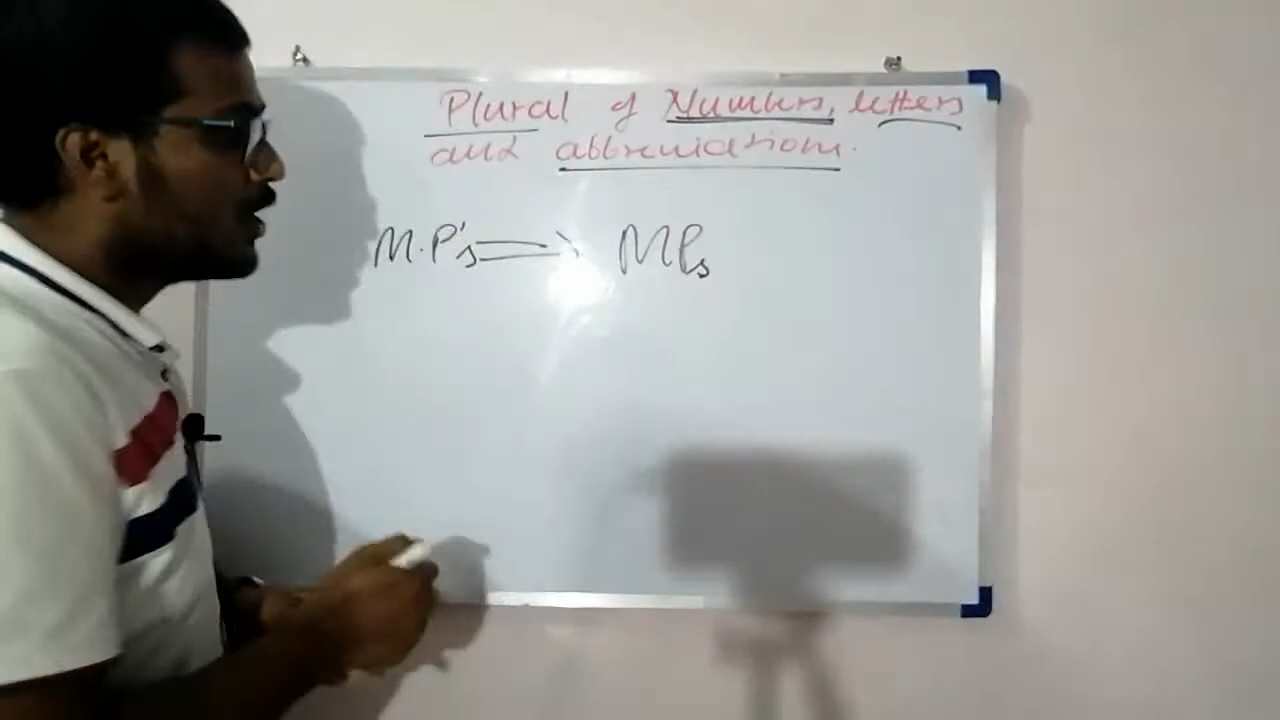 Plural of Numbers, letters
and abbreviations.
M.P's => MPs